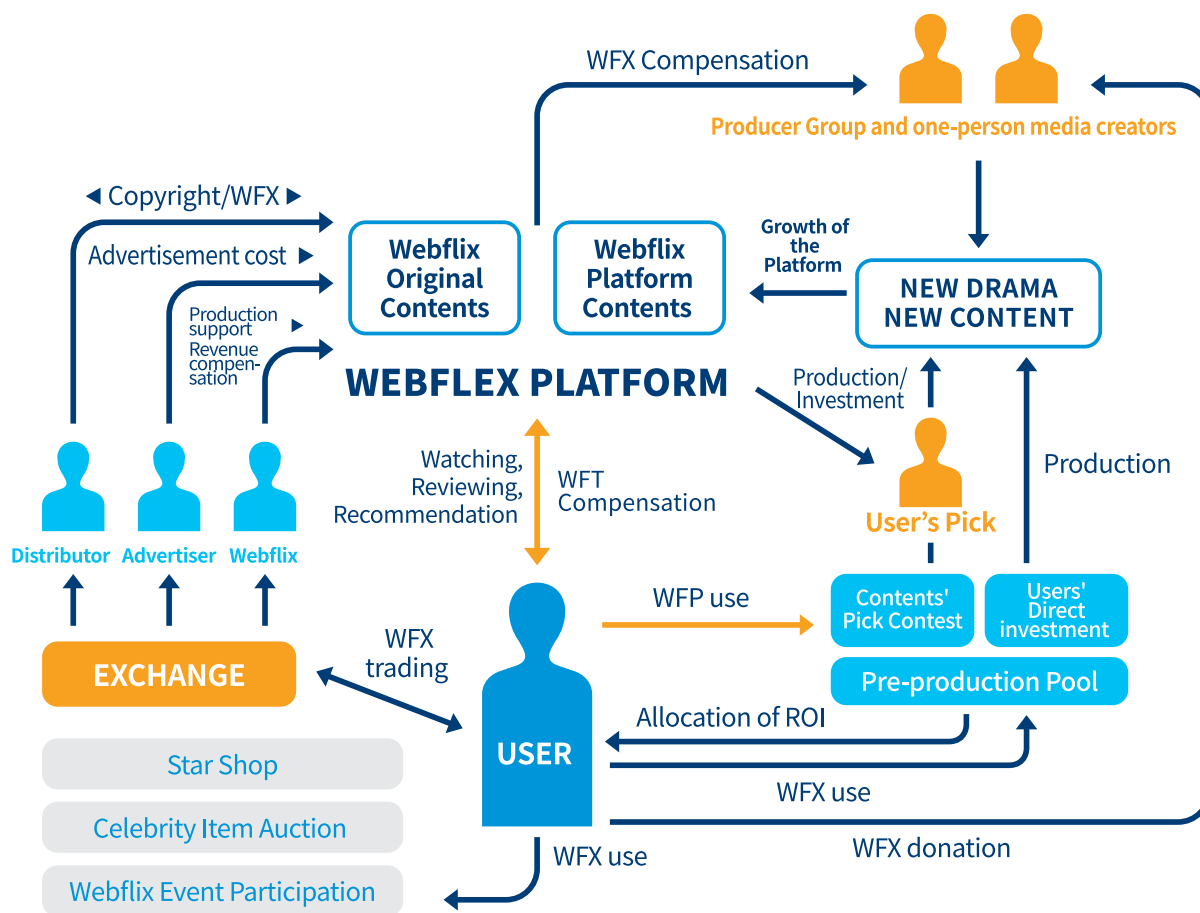 WFX Compensation
Producer Group and one-person media creators
◄ Copyright/WFX ►
Advertisement cost ►
Production
support ►
Revenue
compen-
sation
Webflix
Original
Contents
Webflix
Platform
Contents
Growth of
the
Platform
NEW DRAMA
NEW CONTENT
WEBFLEX PLATFORM
Production/
Investment
Watching,
Reviewing,
Recommendation
WFT
Compensation
Production
User's Pick
Distributor
Advertiser
Webflix
WFP use
Contents'
Pick Contest
Users'
Direct
investment
Pre-production Pool
EXCHANGE
WFX
trading
USER
Allocation of ROI
WFX use
WFX donation
Star Shop
Celebrity Item Auction
Webflix Event Participation
WFX use